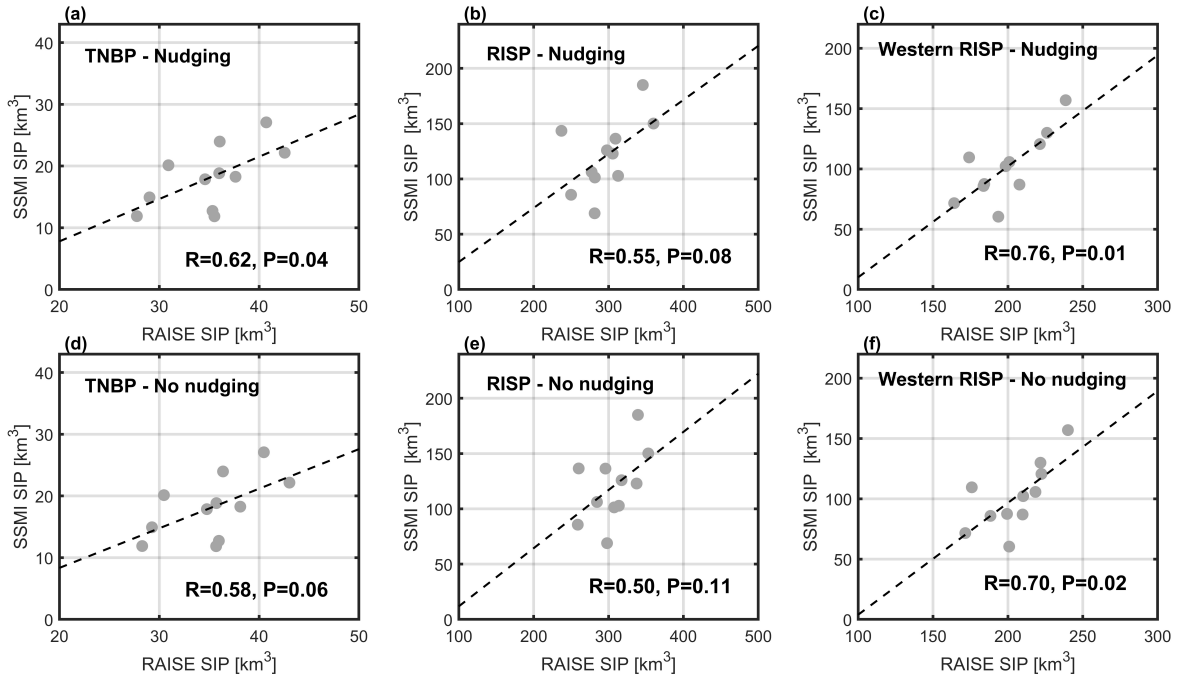 (a)
TNBP - Nudging
SSMI SIP [km³]
40
30
20
10
0
R=0.62, P=0.04
20
30
40
50
RAISE SIP [km³]
(b)
RISP - Nudging
SSMI SIP [km³]
200
150
100
50
0
R=0.55, P=0.08
100
200
300
400
500
RAISE SIP [km³]
(c)
Western RISP - Nudging
SSMI SIP [km³]
200
150
100
50
0
R=0.76, P=0.01
100
150
200
250
300
RAISE SIP [km³]
(d)
TNBP - No nudging
SSMI SIP [km³]
40
30
20
10
0
R=0.58, P=0.06
20
30
40
50
RAISE SIP [km³]
(e)
RISP - No nudging
SSMI SIP [km³]
200
150
100
50
0
R=0.50, P=0.11
100
200
300
400
500
RAISE SIP [km³]
(f)
Western RISP - No nudging
SSMI SIP [km³]
200
150
100
50
0
R=0.70, P=0.02
100
150
200
250
300
RAISE SIP [km³]